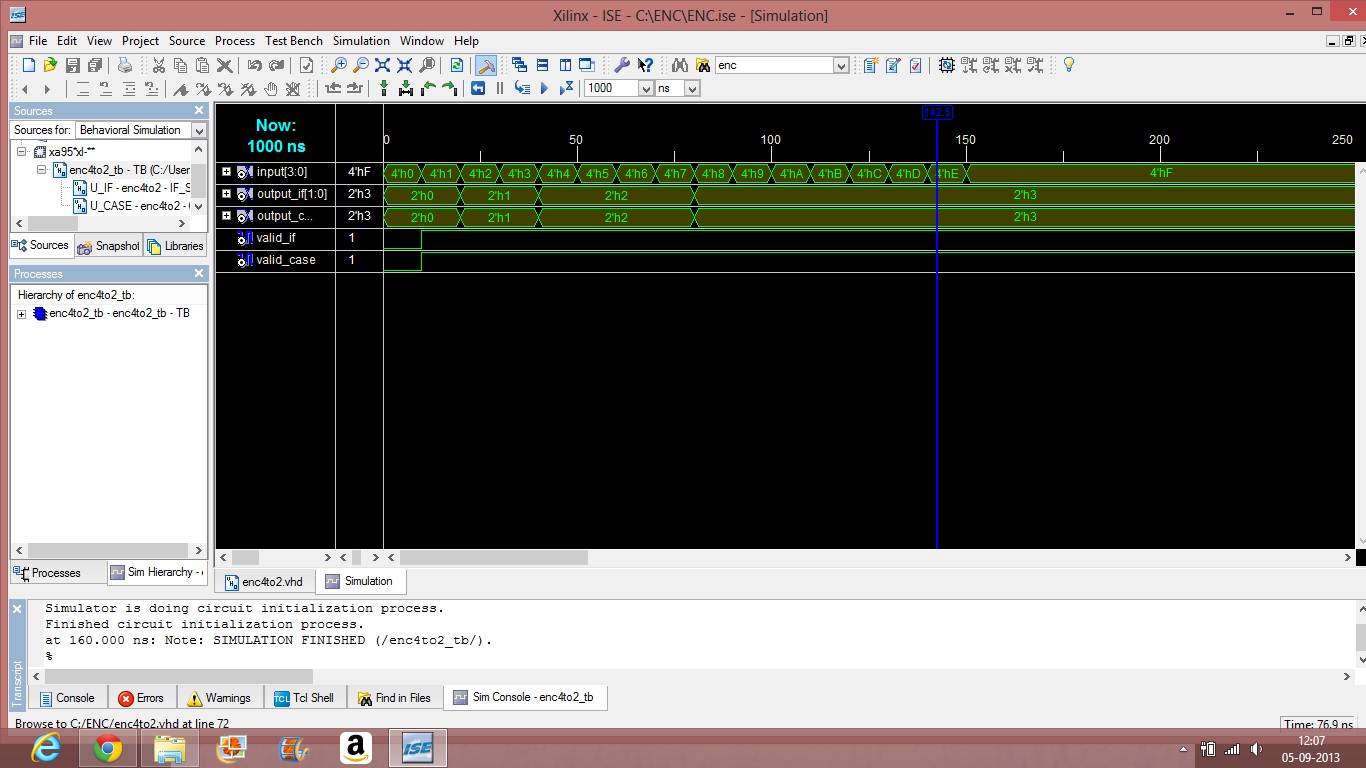 Xilinx - ISE - C:\ENC\ENC.ise - [Simulation]
File Edit View Project Source Process Test Bench Simulation Window Help
enc
1000 ns
Sources
Sources for: Behavioral Simulation
xa95*xl-**
enc4to2_tb - TB (C:/User
U_IF - enc4to2 - IF_S
U_CASE - enc4to2 -
Sources Snapshot Libraries
Processes
Hierarchy of enc4to2_tb:
enc4to2_tb - enc4to2_tb - TB
Processes Sim Hierarchy -
Now:
1000 ns
142.5
0 50 100 150 200 250
input[3:0] 4'hF 4'h0 4'h1 4'h2 4'h3 4'h4 4'h5 4'h6 4'h7 4'h8 4'h9 4'hA 4'hB 4'hC 4'hD 4'hE 4'hF
output_if[1:0] 2'h3 2'h0 2'h1 2'h2 2'h3
output_c... 2'h3 2'h0 2'h1 2'h2 2'h3
valid_if 1
valid_case 1
enc4to2.vhd Simulation
Simulator is doing circuit initialization process.
Finished circuit initialization process.
at 160.000 ns: Note: SIMULATION FINISHED (/enc4to2_tb/).
%
Transcript
Console Errors Warnings TCL Tcl Shell Find in Files Sim Console - enc4to2_tb
Browse to C:/ENC/enc4to2.vhd at line 72
Time: 76.9 ns
ISE
12:07
05-09-2013